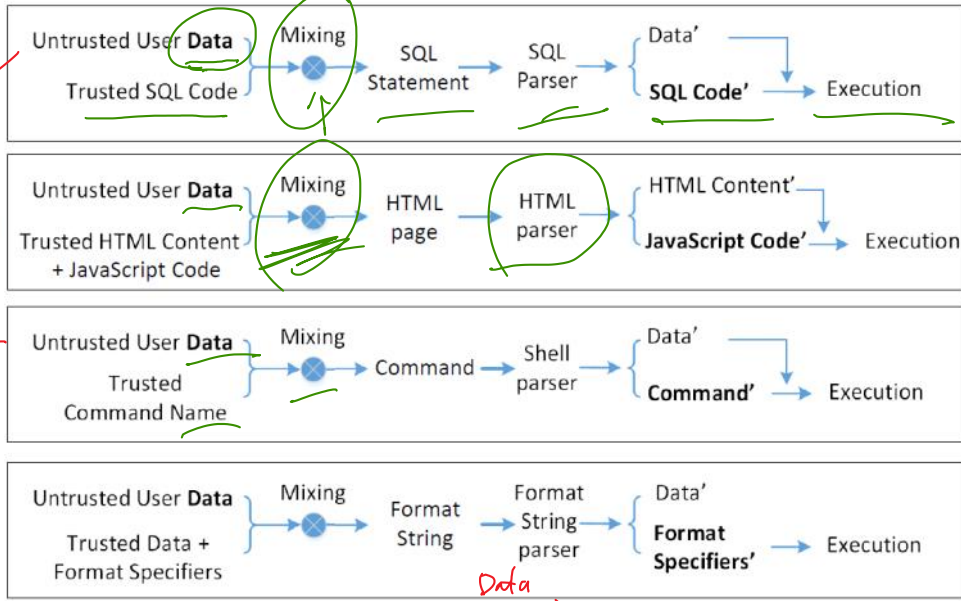 Untrusted User Data
Trusted SQL Code
Mixing
SQL
Statement
SQL
Parser
Data’
SQL Code’
Execution
Untrusted User Data
Trusted HTML Content
+ JavaScript Code
Mixing
HTML
page
HTML
parser
HTML Content’
JavaScript Code’
Execution
Untrusted User Data
Trusted
Command Name
Mixing
Command
Shell
parser
Data’
Command’
Execution
Untrusted User Data
Trusted Data +
Format Specifiers
Mixing
Format
String
Format
String
parser
Data’
Format
Specifiers’
Execution
Data